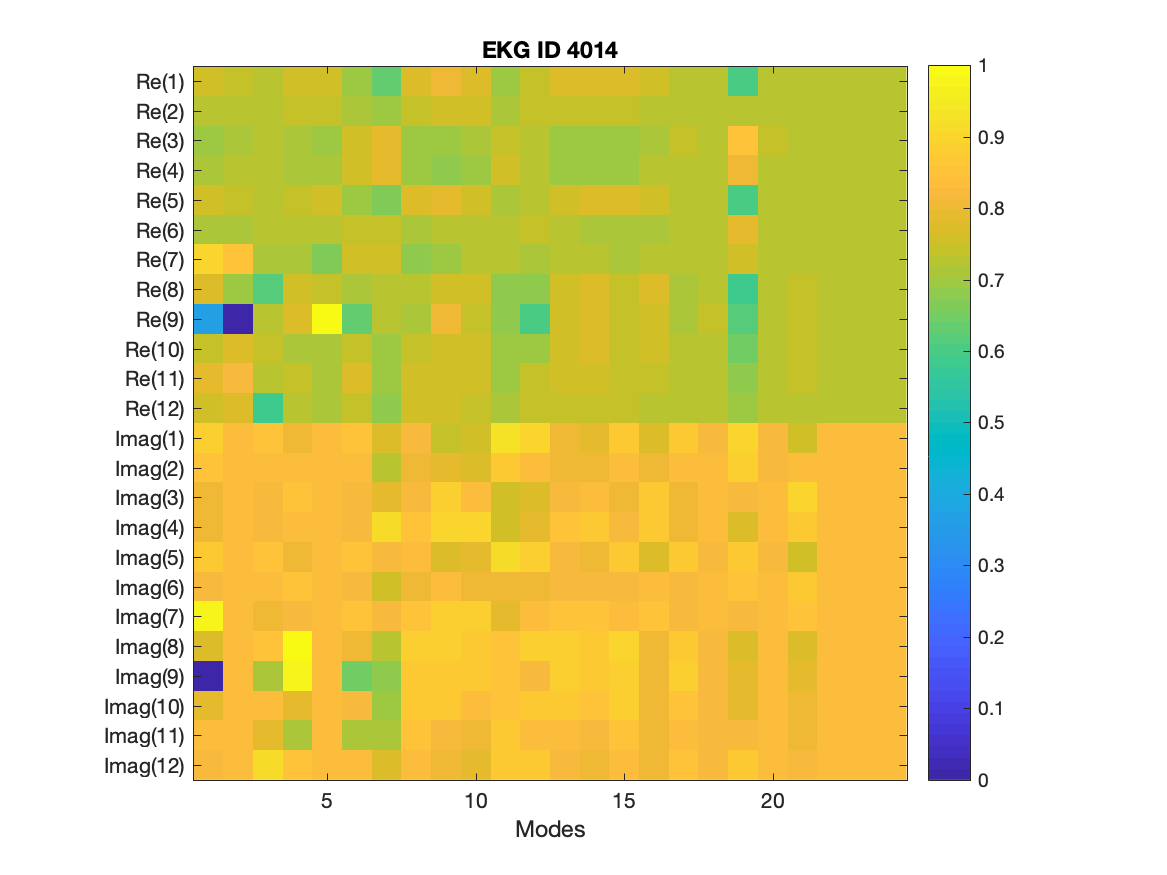 EKG ID 4014
Re(1)
Re(2)
Re(3)
Re(4)
Re(5)
Re(6)
Re(7)
Re(8)
Re(9)
Re(10)
Re(11)
Re(12)
Imag(1)
Imag(2)
Imag(3)
Imag(4)
Imag(5)
Imag(6)
Imag(7)
Imag(8)
Imag(9)
Imag(10)
Imag(11)
Imag(12)
5 10 15 20
Modes
1
0.9
0.8
0.7
0.6
0.5
0.4
0.3
0.2
0.1
0